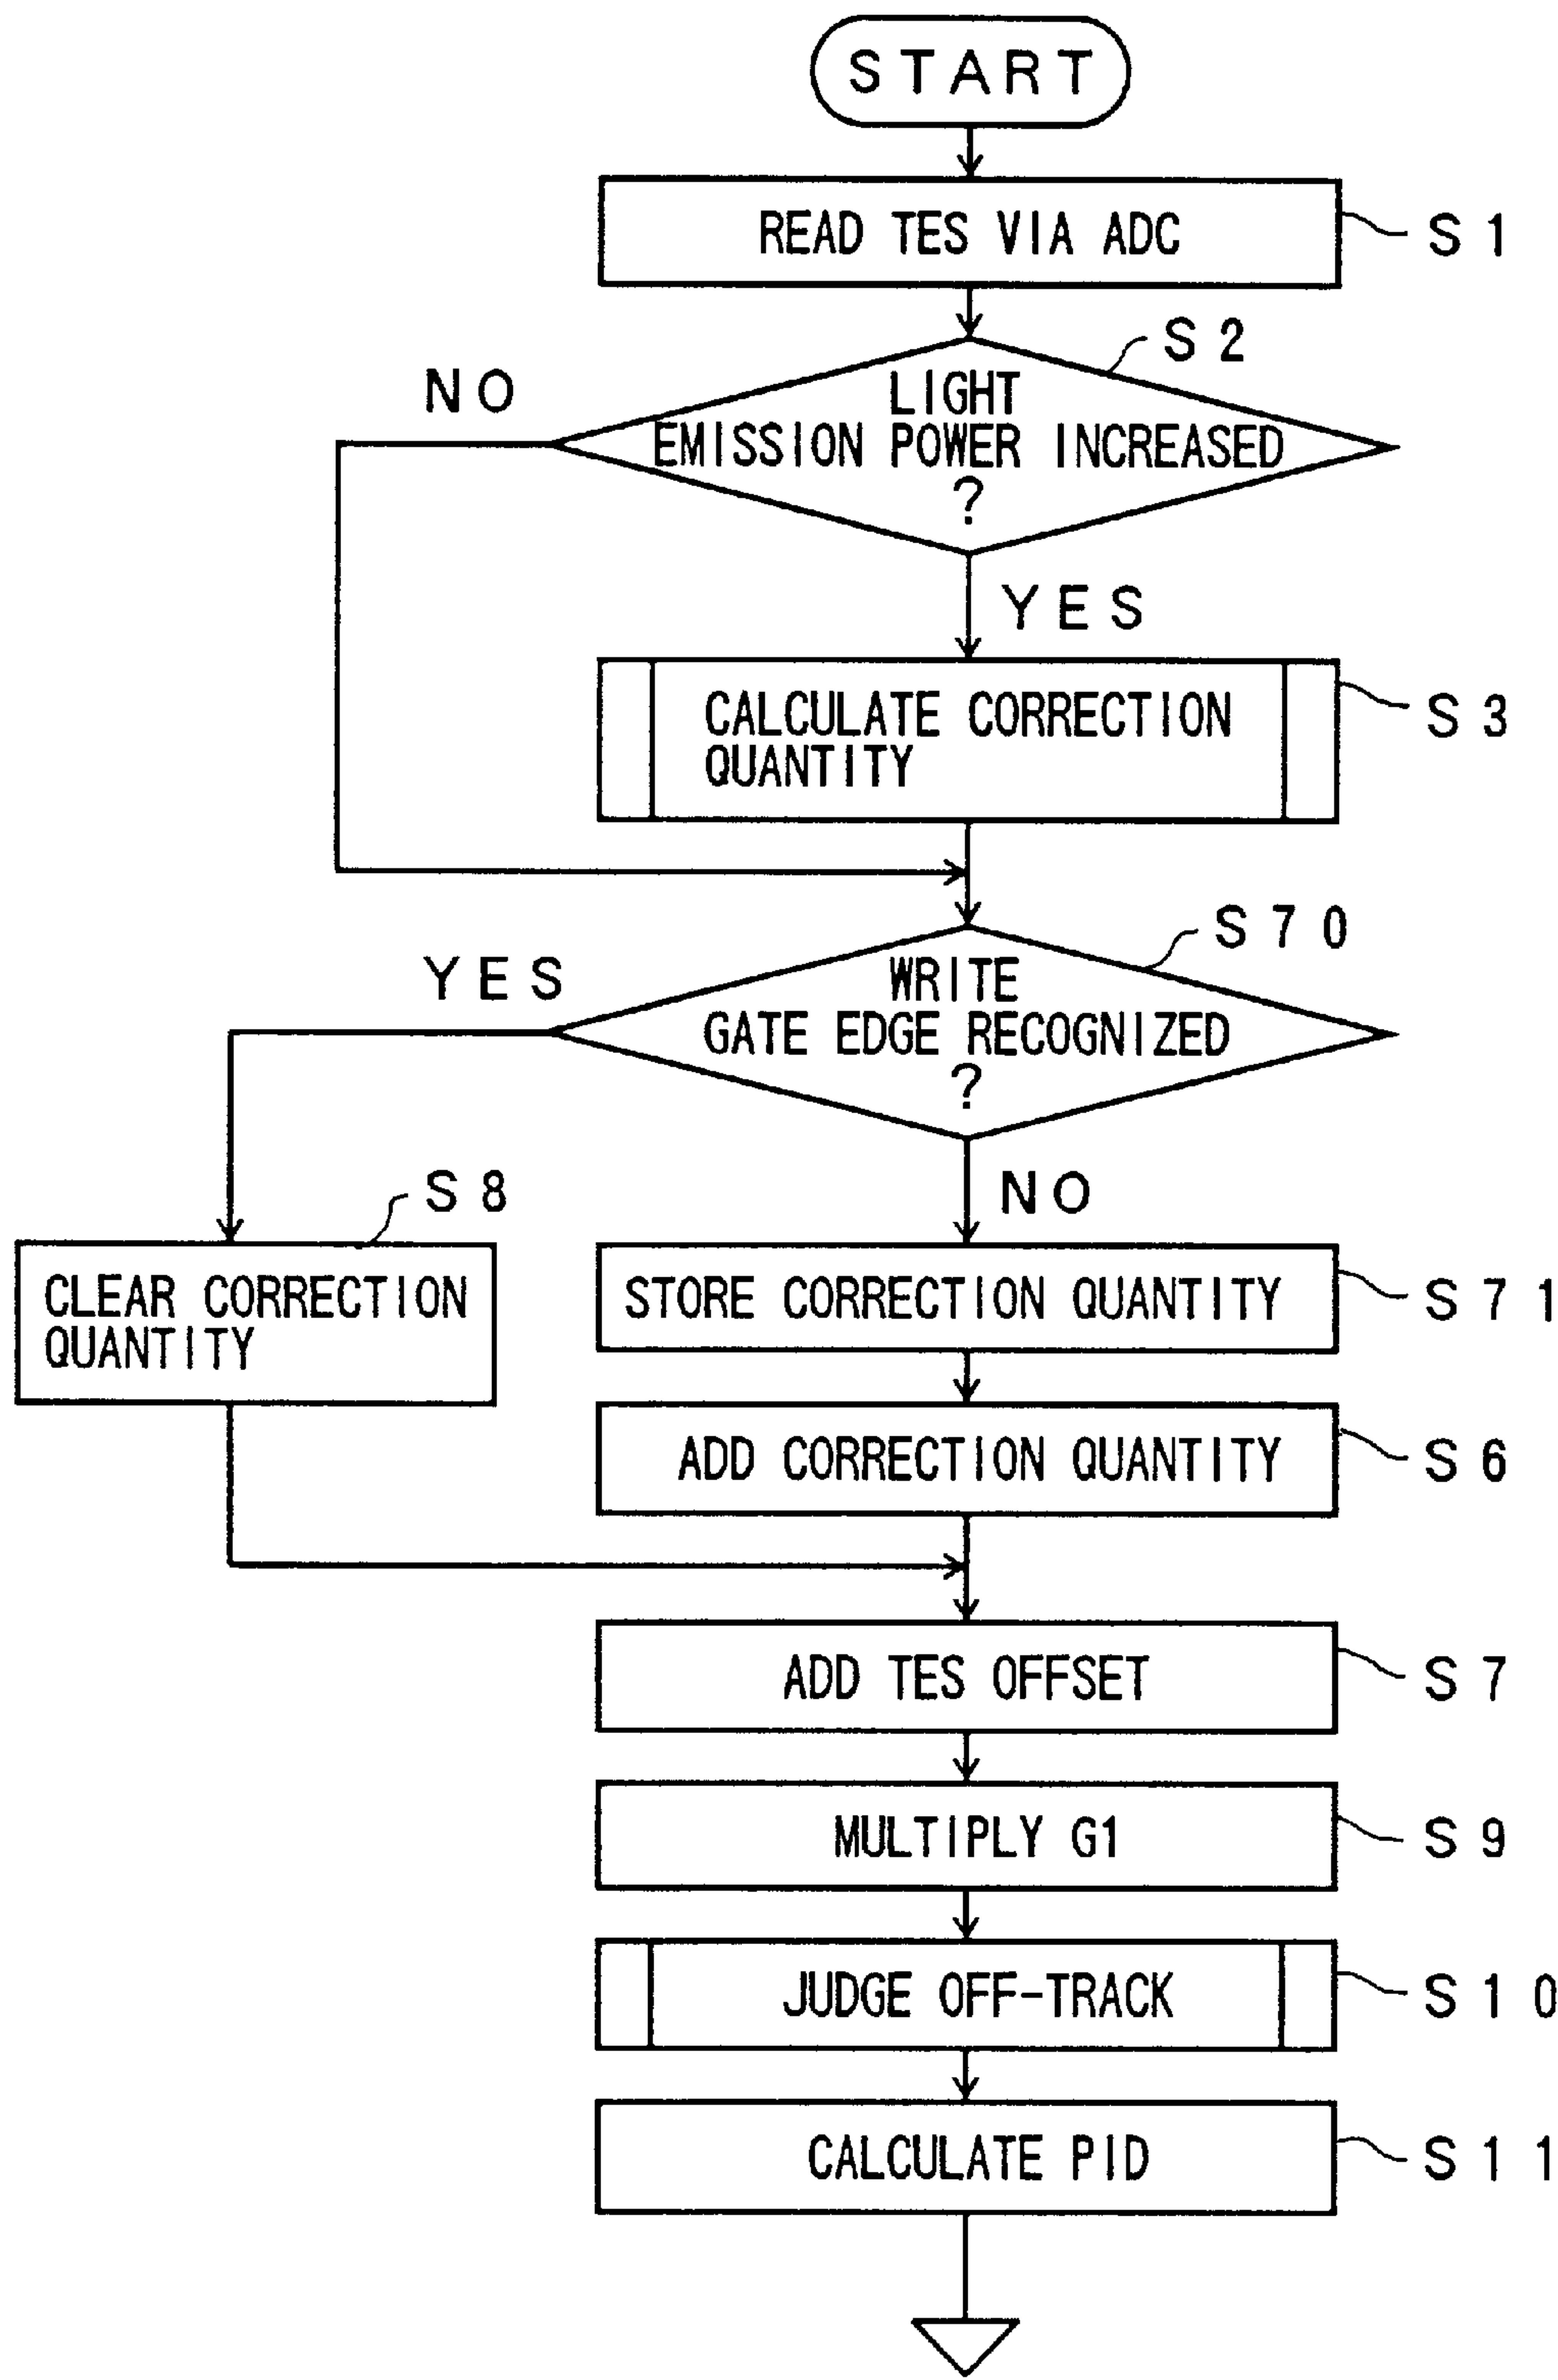 START
READ TES VIA ADC
S1
S2
NO
LIGHT
EMISSION POWER INCREASED
?
YES
CALCULATE CORRECTION
QUANTITY
S3
S70
YES
WRITE
GATE EDGE RECOGNIZED
?
NO
S8
CLEAR CORRECTION
QUANTITY
STORE CORRECTION QUANTITY
S71
ADD CORRECTION QUANTITY
S6
ADD TES OFFSET
S7
MULTIPLY G1
S9
JUDGE OFF-TRACK
S10
CALCULATE PID
S11